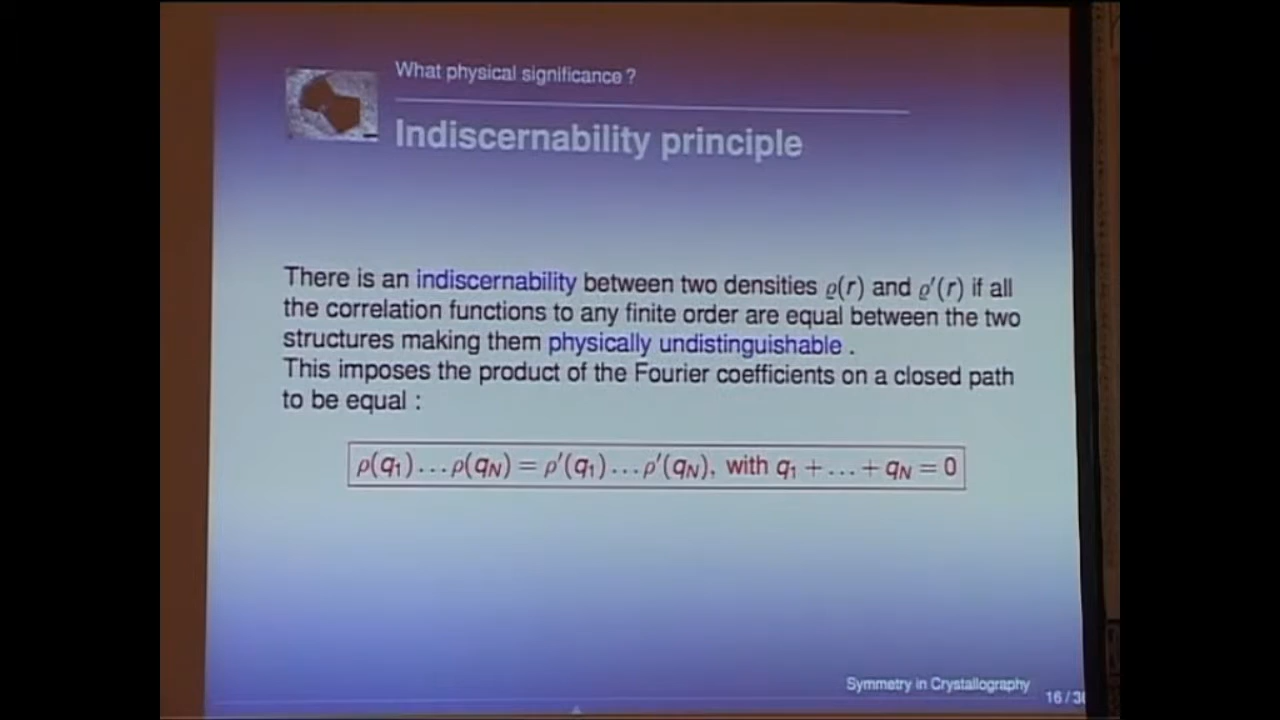 What physical significance ?
Indiscernability principle
There is an indiscernability between two densities ϱ(r) and ϱ′(r) if all
the correlation functions to any finite order are equal between the two
structures making them physically undistinguishable .
This imposes the product of the Fourier coefficients on a closed path
to be equal :
ρ(q₁)...ρ(q_N) = ρ′(q₁)...ρ′(q_N), with q₁ + ... + q_N = 0
Symmetry in Crystallography
16 / 30